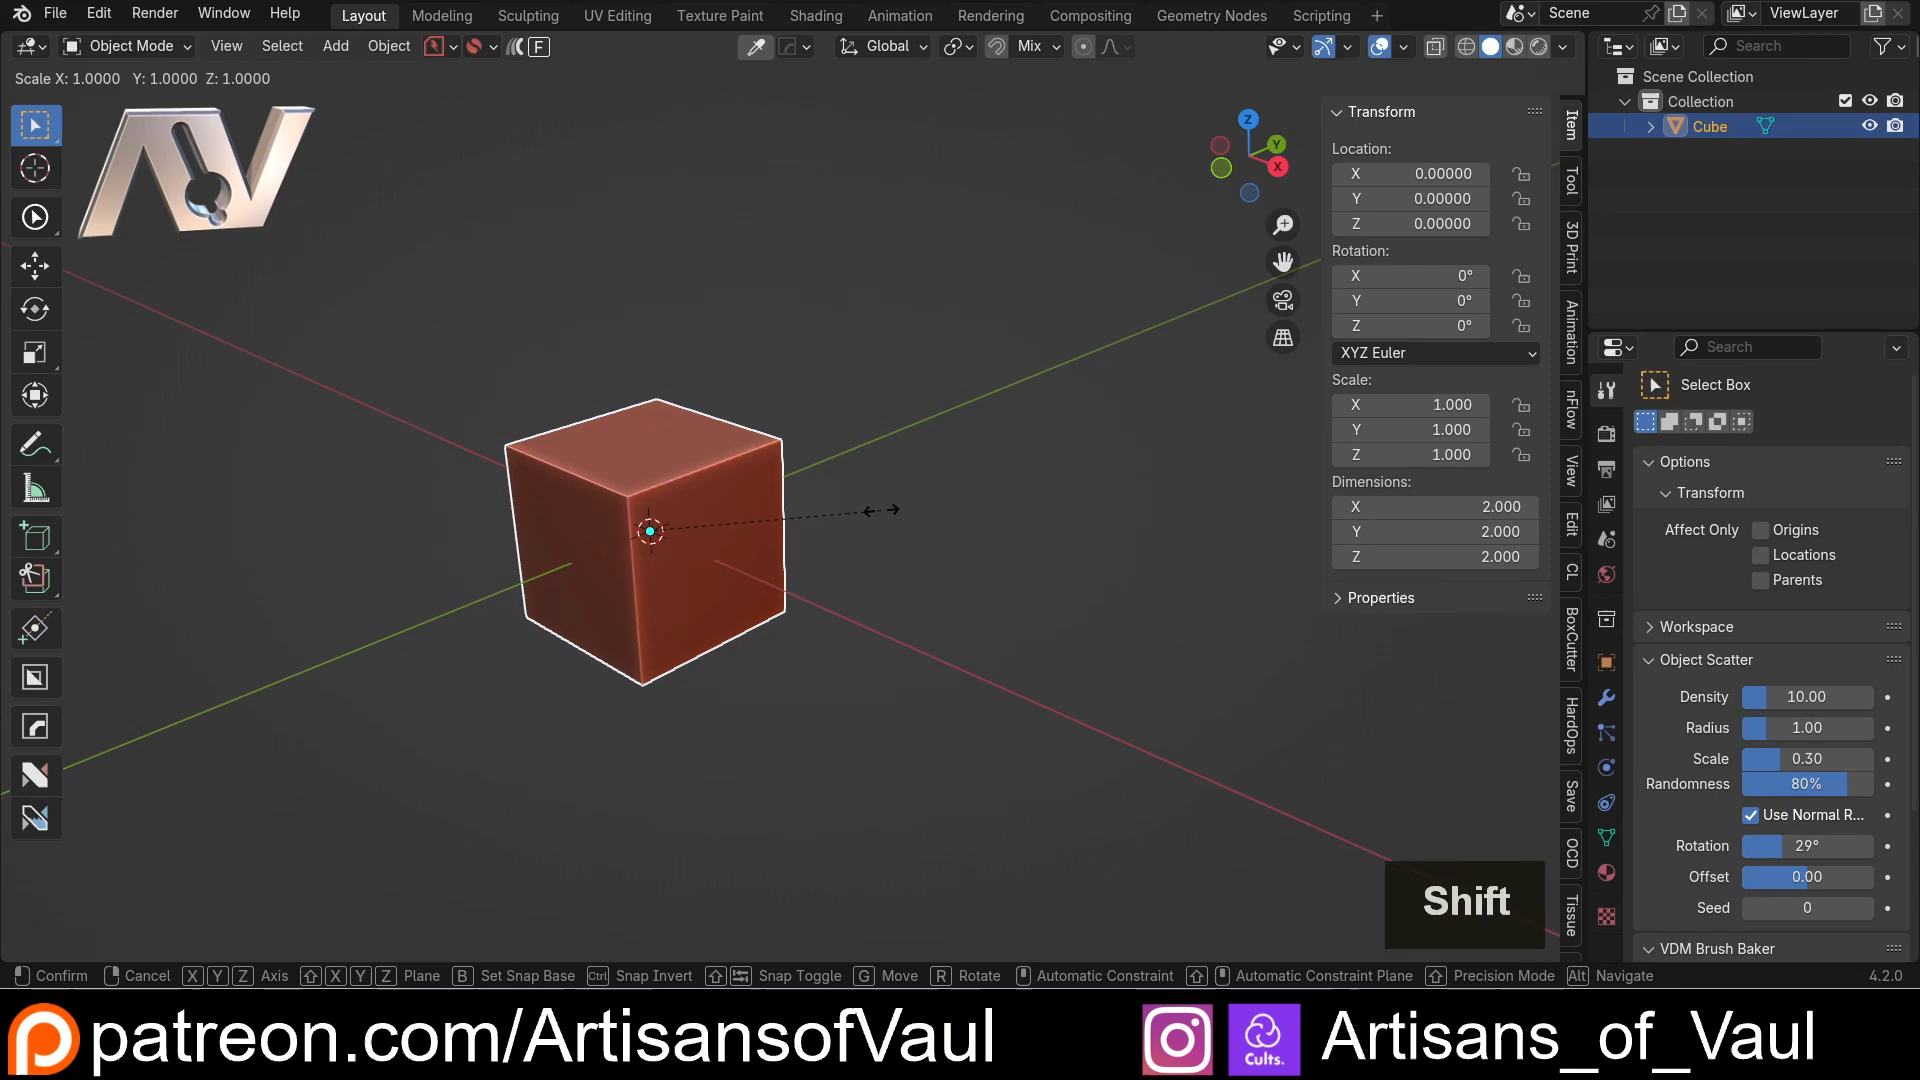 File Edit Render Window Help Layout Modeling Sculpting UV Editing Texture Paint Shading Animation Rendering Compositing Geometry Nodes Scripting + Scene ViewLayer
Object Mode View Select Add Object F Global Mix Search
Scale X: 1.0000 Y: 1.0000 Z: 1.0000
AV
Z
Y
X
Transform
Location:
X 0.00000
Y 0.00000
Z 0.00000
Rotation:
X 0°
Y 0°
Z 0°
XYZ Euler
Scale:
X 1.000
Y 1.000
Z 1.000
Dimensions:
X 2.000
Y 2.000
Z 2.000
Properties
Item
Tool
3D Print
Animation
nFlow
View
Edit
CL
BoxCutter
HardOps
Save
OCD
Tissue
Scene Collection
Collection
Cube
Search
Select Box
Options
Transform
Affect Only Origins
Locations
Parents
Workspace
Object Scatter
Density 10.00
Radius 1.00
Scale 0.30
Randomness 80%
Use Normal R...
Rotation 29°
Offset 0.00
Seed 0
VDM Brush Baker
Shift
Confirm Cancel X Y Z Axis X Y Z Plane B Set Snap Base Ctrl Snap Invert Snap Toggle G Move R Rotate Automatic Constraint Automatic Constraint Plane Precision Mode Alt Navigate 4.2.0
patreon.com/ArtisansofVaul Cults. Artisans_of_Vaul